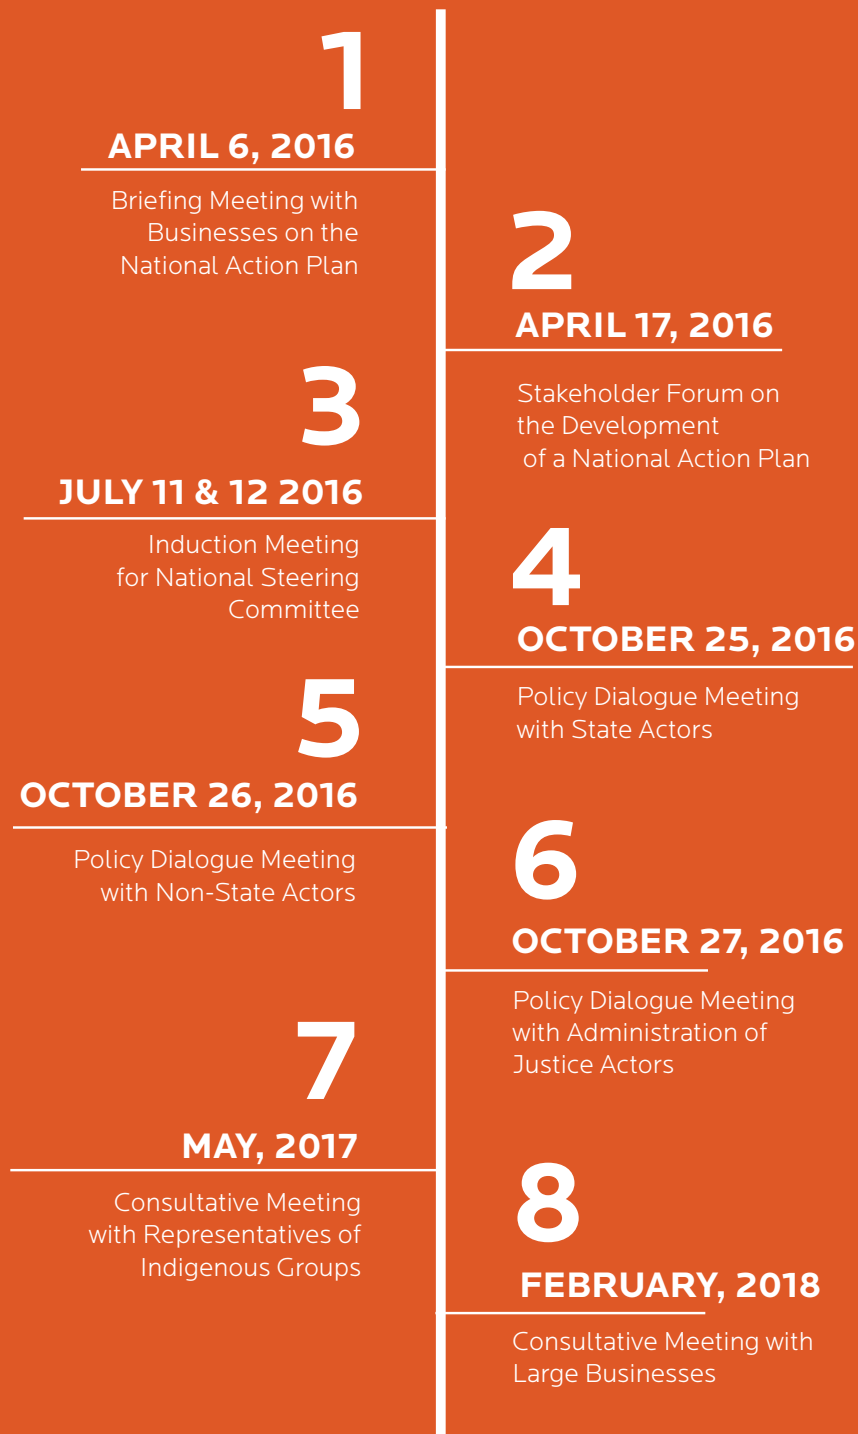 1
APRIL 6, 2016
Briefing Meeting with
Businesses on the
National Action Plan
2
APRIL 17, 2016
Stakeholder Forum on
the Development
of a National Action Plan
3
JULY 11 & 12 2016
Induction Meeting
for National Steering
Committee
4
OCTOBER 25, 2016
Policy Dialogue Meeting
with State Actors
5
OCTOBER 26, 2016
Policy Dialogue Meeting
with Non-State Actors
6
OCTOBER 27, 2016
Policy Dialogue Meeting
with Administration of
Justice Actors
7
MAY, 2017
Consultative Meeting
with Representatives of
Indigenous Groups
8
FEBRUARY, 2018
Consultative Meeting with
Large Businesses